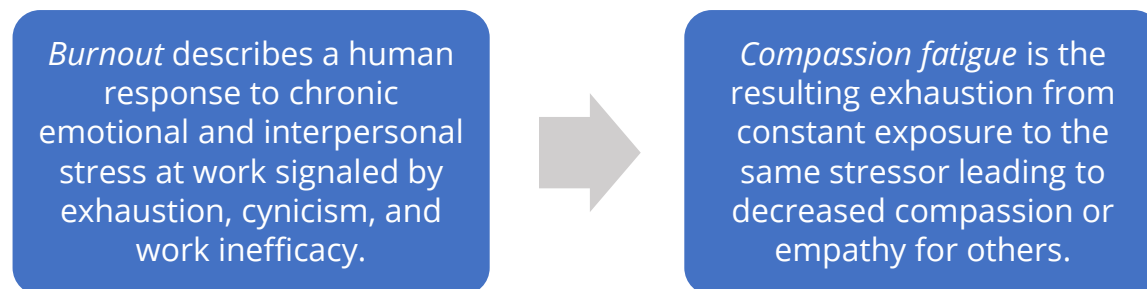 Burnout describes a human
response to chronic
emotional and interpersonal
stress at work signaled by
exhaustion, cynicism, and
work inefficacy.
Compassion fatigue is the
resulting exhaustion from
constant exposure to the
same stressor leading to
decreased compassion or
empathy for others.